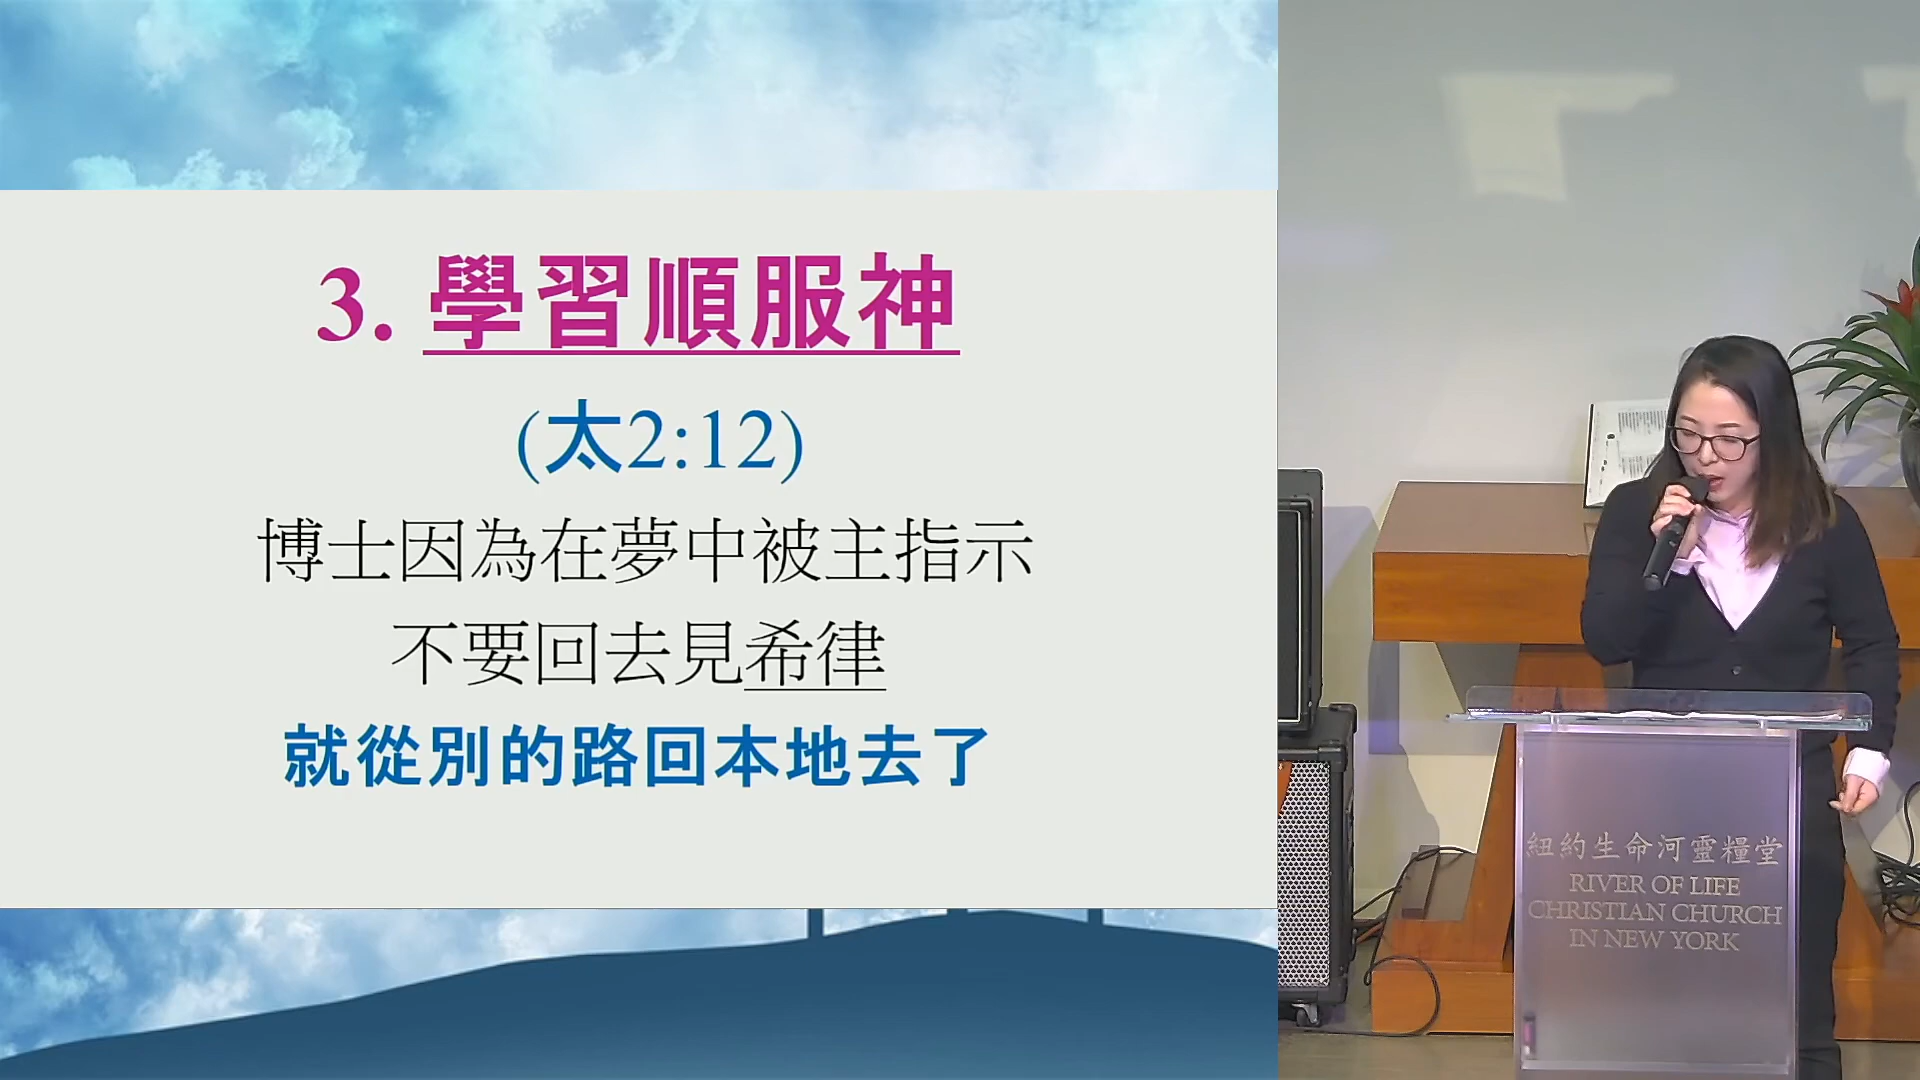 3. 學習順服神
(太2:12)
博士因為在夢中被主指示
不要回去見希律
就從別的路回本地去了
紐約生命河靈糧堂
RIVER OF LIFE
CHRISTIAN CHURCH
IN NEW YORK